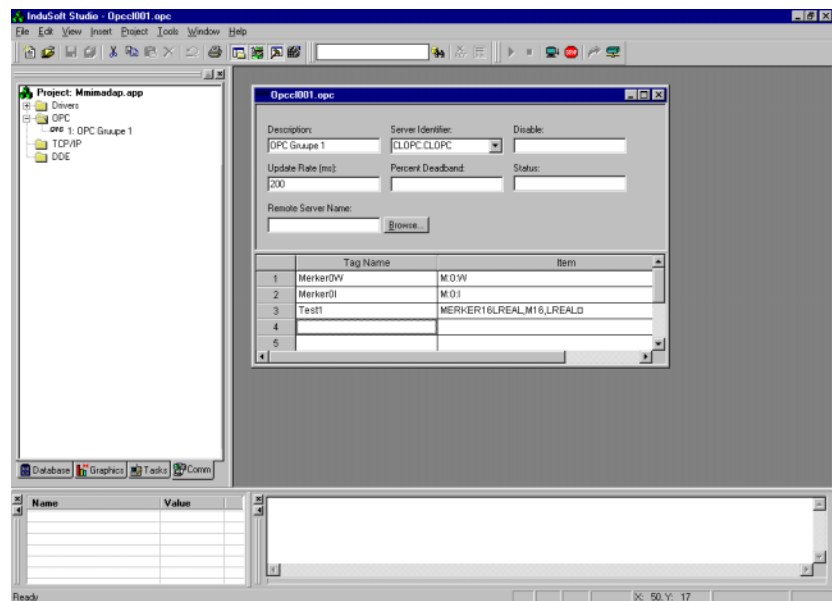 InduSoft Studio - Opccl001.opc
File Edit View Insert Project Tools Window Help
Project: Mmimadap.app
Drivers
OPC
OPC 1: OPC Gruupe 1
TCP/IP
DDE
Database Graphics Tasks Comm
Opccl001.opc
Description: Server Identifier: Disable:
OPC Gruupe 1 CLOPC.CLOPC
Update Rate (ms): Percent Deadband: Status:
200
Remote Server Name:
Browse...
Tag Name Item
1 Merker0W M:0:W
2 Merker0I M:0:I
3 Test1 MERKER16LREAL,M16,LREAL
4
5
Name Value
Ready X: 50, Y: 17